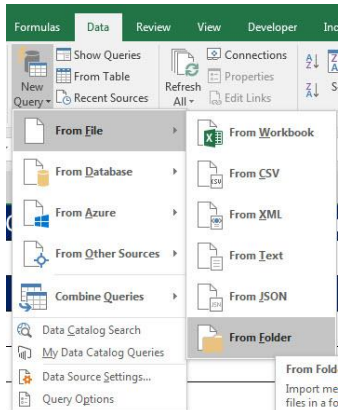 Formulas Data Review View Developer
Show Queries
From Table
Recent Sources
New
Query
Refresh
All
Connections
Properties
Edit Links
From File
From Database
From Azure
From Other Sources
Combine Queries
Data Catalog Search
My Data Catalog Queries
Data Source Settings...
Query Options
From Workbook
From CSV
From XML
From Text
From JSON
From Folder
From Fold
Import me
files in a fo